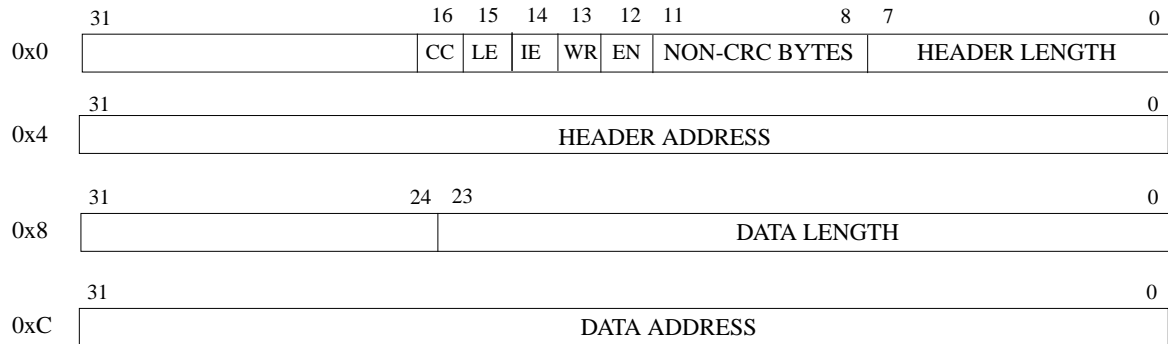 31 16 15 14 13 12 11 8 7 0
0x0 CC LE IE WR EN NON-CRC BYTES HEADER LENGTH
31 0
0x4 HEADER ADDRESS
31 24 23 0
0x8 DATA LENGTH
31 0
0xC DATA ADDRESS